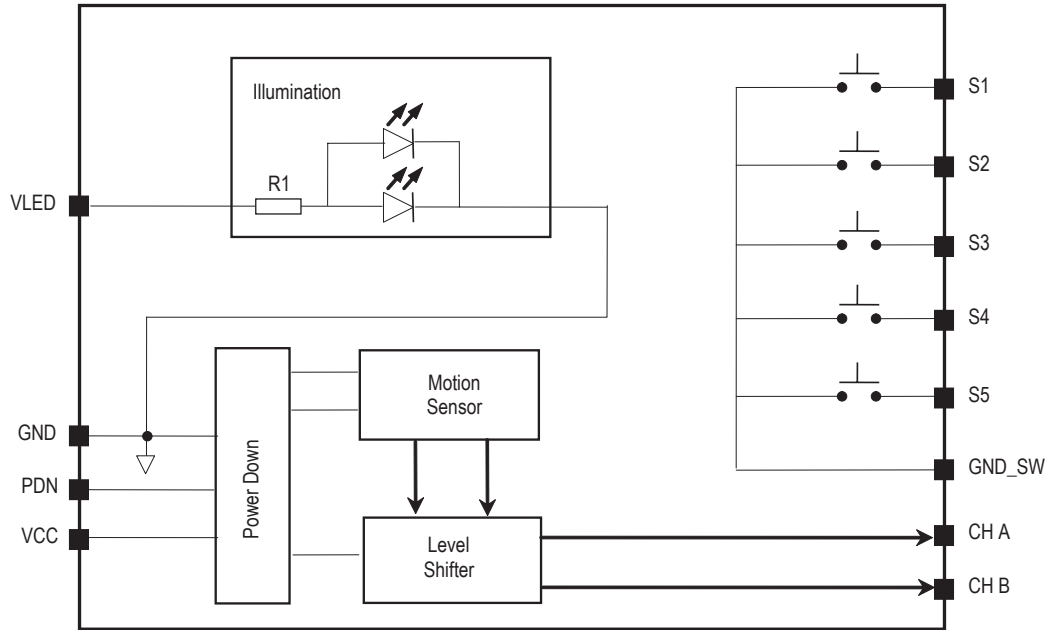 Illumination
R1
VLED
GND
PDN
VCC
Power Down
Motion
Sensor
Level
Shifter
S1
S2
S3
S4
S5
GND_SW
CH A
CH B